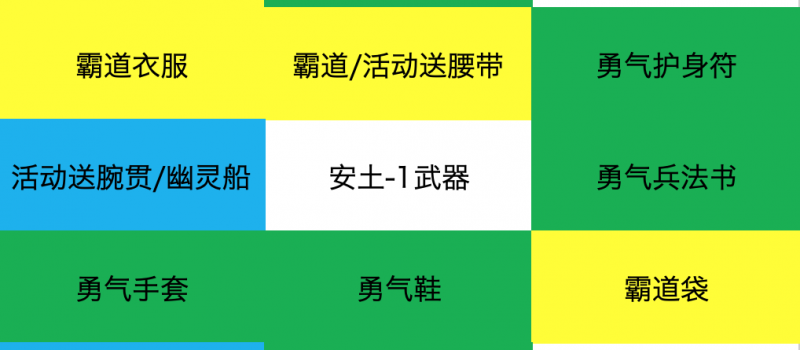 霸道衣服
霸道/活动送腰带
勇气护身符
活动送腕贯/幽灵船
安土-1武器
勇气兵法书
勇气手套
勇气鞋
霸道袋